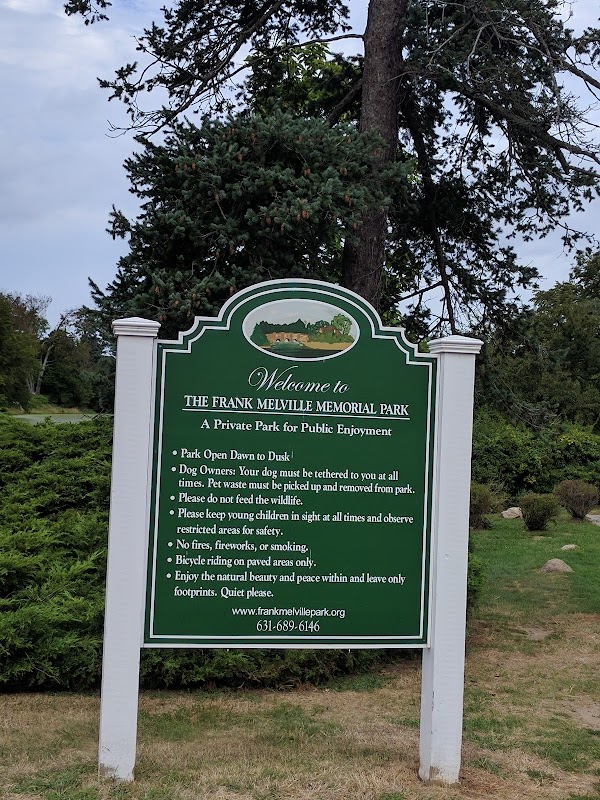 Welcome to
THE FRANK MELVILLE MEMORIAL PARK
A Private Park for Public Enjoyment
• Park Open Dawn to Dusk
• Dog Owners: Your dog must be tethered to you at all
times. Pet waste must be picked up and removed from park.
• Please do not feed the wildlife.
• Please keep young children in sight at all times and observe
restricted areas for safety.
• No fires, fireworks, or smoking.
• Bicycle riding on paved areas only.
• Enjoy the natural beauty and peace within and leave only
footprints. Quiet please.
www.frankmelvillepark.org
631-689-6146